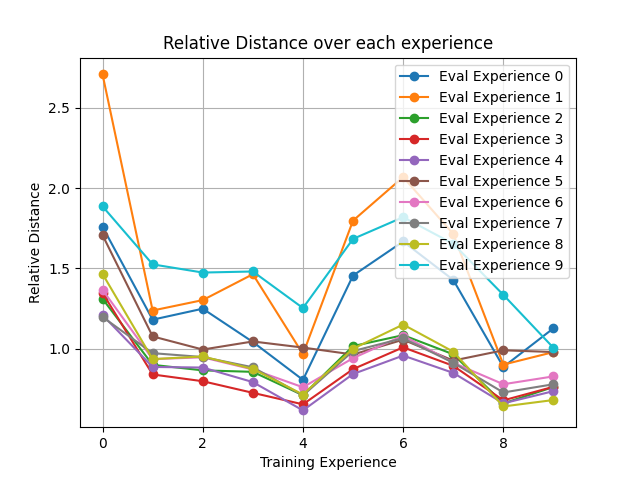 Relative Distance over each experience
Eval Experience 0
Eval Experience 1
Eval Experience 2
Eval Experience 3
Eval Experience 4
Eval Experience 5
Eval Experience 6
Eval Experience 7
Eval Experience 8
Eval Experience 9
2.5
2.0
1.5
1.0
Relative Distance
0 2 4 6 8
Training Experience